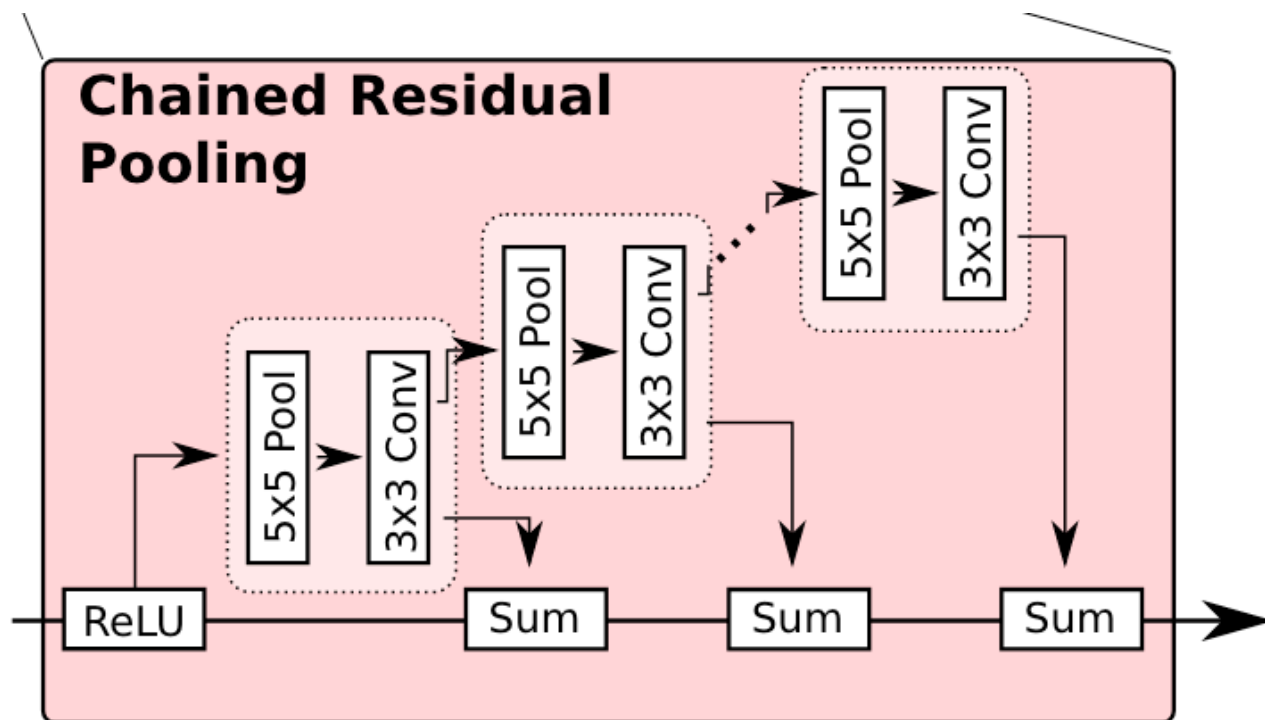 Chained Residual
Pooling
5x5 Pool
3x3 Conv
5x5 Pool
3x3 Conv
5x5 Pool
3x3 Conv
ReLU
Sum
Sum
Sum